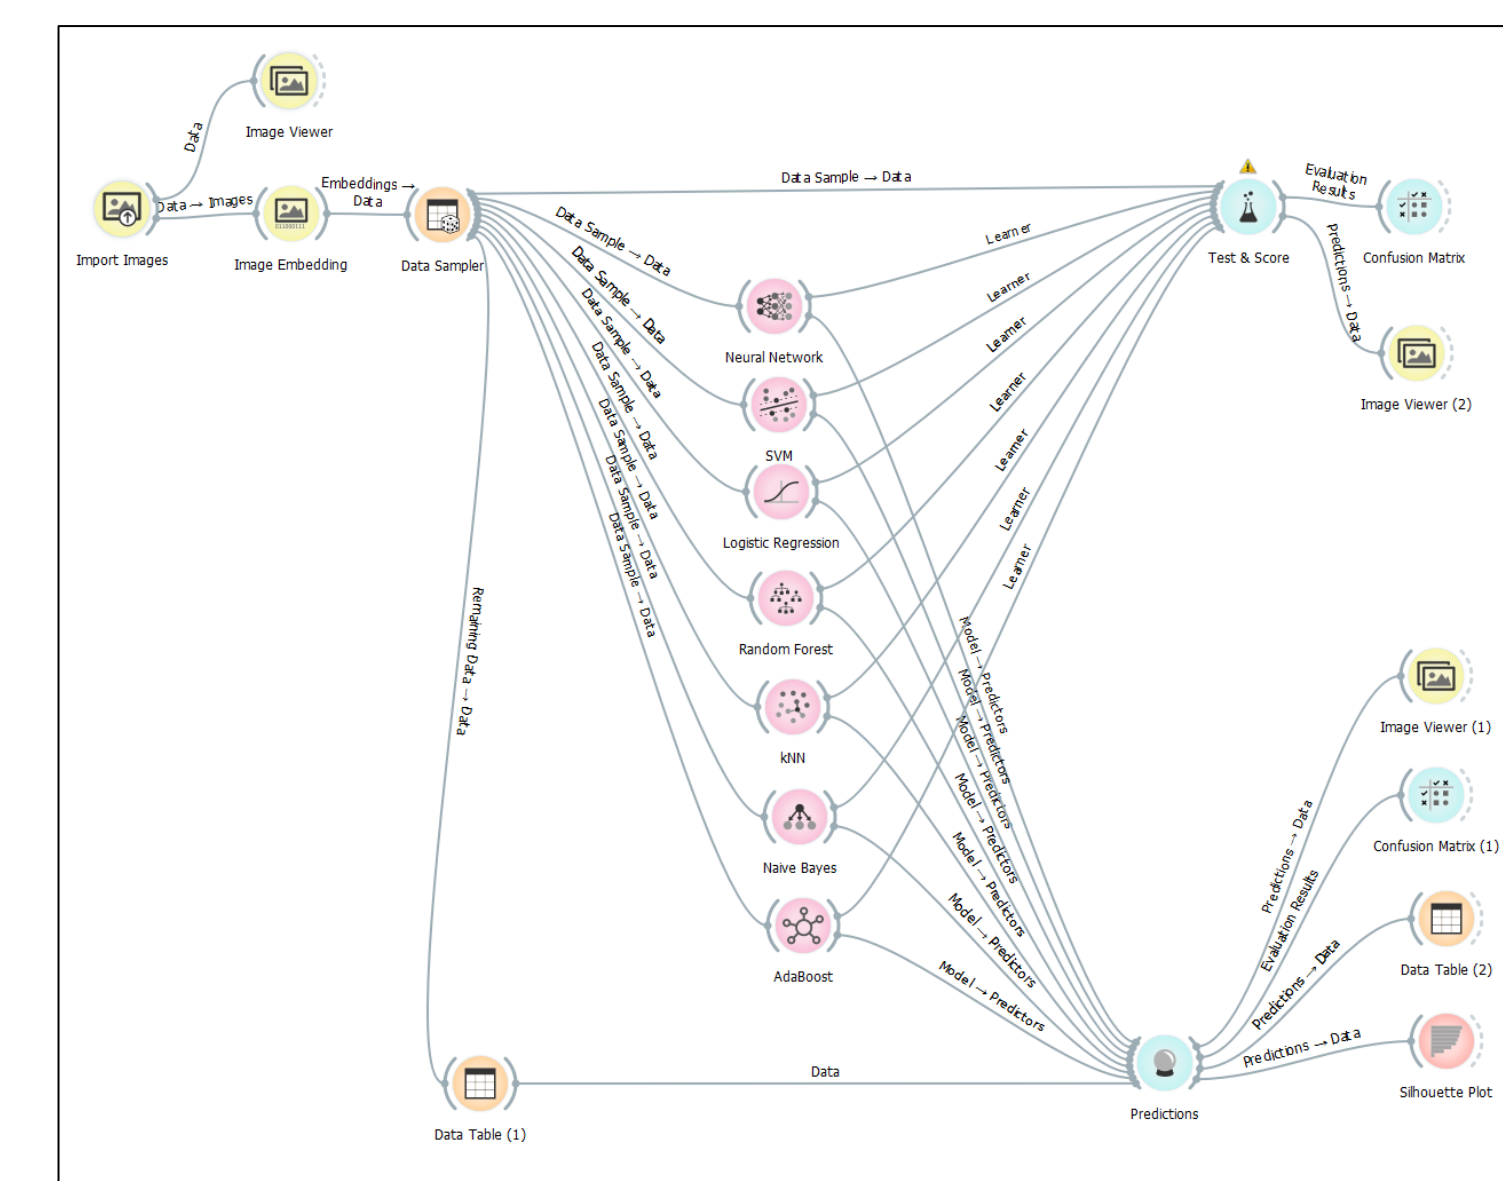 Image Viewer
Data
Import Images
Data → Images
Image Embedding
Embeddings →
Data
Data Sampler
Data Sample → Data
Data Sample → Data
Data Sample → Data
Data Sample → Data
Data Sample → Data
Data Sample → Data
Data Sample → Data
Data Sample → Data
Remaining Data → Data
Neural Network
SVM
Logistic Regression
Random Forest
kNN
Naive Bayes
AdaBoost
Learner
Learner
Learner
Learner
Learner
Learner
Learner
Test & Score
Evaluation
Results
Confusion Matrix
Predictions → Data
Image Viewer (2)
Model → Predictors
Model → Predictors
Model → Predictors
Model → Predictors
Model → Predictors
Model → Predictors
Model → Predictors
Data Table (1)
Data
Predictions
Predictions → Data
Image Viewer (1)
Evaluation Results
Confusion Matrix (1)
Predictions → Data
Data Table (2)
Predictions → Data
Silhouette Plot